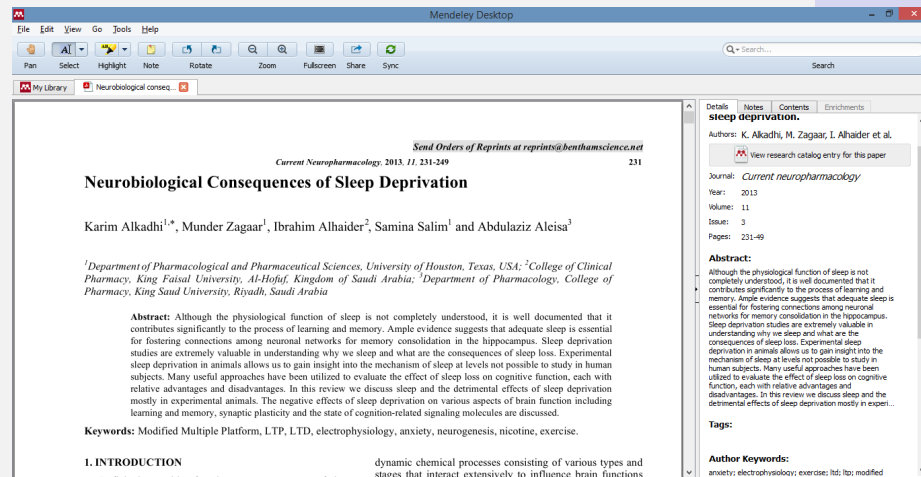 Mendeley Desktop
File Edit View Go Tools Help
Pan Select Highlight Note Rotate Zoom Fullscreen Share Sync
Search...
Search
My Library
Neurobiological conseq...
Send Orders of Reprints at reprints@benthamscience.net
Current Neuropharmacology, 2013, 11, 231-249 231
Neurobiological Consequences of Sleep Deprivation
Karim Alkadhi1,*, Munder Zagaar1, Ibrahim Alhaider2, Samina Salim1 and Abdulaziz Aleisa3
1Department of Pharmacological and Pharmaceutical Sciences, University of Houston, Texas, USA; 2College of Clinical
Pharmacy, King Faisal University, Al-Hofuf, Kingdom of Saudi Arabia; 3Department of Pharmacology, College of
Pharmacy, King Saud University, Riyadh, Saudi Arabia
Abstract: Although the physiological function of sleep is not completely understood, it is well documented that it
contributes significantly to the process of learning and memory. Ample evidence suggests that adequate sleep is essential
for fostering connections among neuronal networks for memory consolidation in the hippocampus. Sleep deprivation
studies are extremely valuable in understanding why we sleep and what are the consequences of sleep loss. Experimental
sleep deprivation in animals allows us to gain insight into the mechanism of sleep at levels not possible to study in human
subjects. Many useful approaches have been utilized to evaluate the effect of sleep loss on cognitive function, each with
relative advantages and disadvantages. In this review we discuss sleep and the detrimental effects of sleep deprivation
mostly in experimental animals. The negative effects of sleep deprivation on various aspects of brain function including
learning and memory, synaptic plasticity and the state of cognition-related signaling molecules are discussed.
Keywords: Modified Multiple Platform, LTP, LTD, electrophysiology, anxiety, neurogenesis, nicotine, exercise.
1. INTRODUCTION
dynamic chemical processes consisting of various types and
stages that interact extensively to influence brain functions
Details Notes Contents Enrichments
sleep deprivation.
Authors: K. Alkadhi, M. Zagaar, I. Alhaider et al.
View research catalog entry for this paper
Journal: Current neuropharmacology
Year: 2013
Volume: 11
Issue: 3
Pages: 231-49
Abstract:
Although the physiological function of sleep is not
completely understood, it is well documented that it
contributes significantly to the process of learning and
memory. Ample evidence suggests that adequate sleep is
essential for fostering connections among neuronal
networks for memory consolidation in the hippocampus.
Sleep deprivation studies are extremely valuable in
understanding why we sleep and what are the
consequences of sleep loss. Experimental sleep
deprivation in animals allows us to gain insight into the
mechanism of sleep at levels not possible to study in
human subjects. Many useful approaches have been
utilized to evaluate the effect of sleep loss on cognitive
function, each with relative advantages and
disadvantages. In this review we discuss sleep and the
detrimental effects of sleep deprivation mostly in experi...
Tags:
Author Keywords:
anxiety; electrophysiology; exercise; ltd; ltp; modified